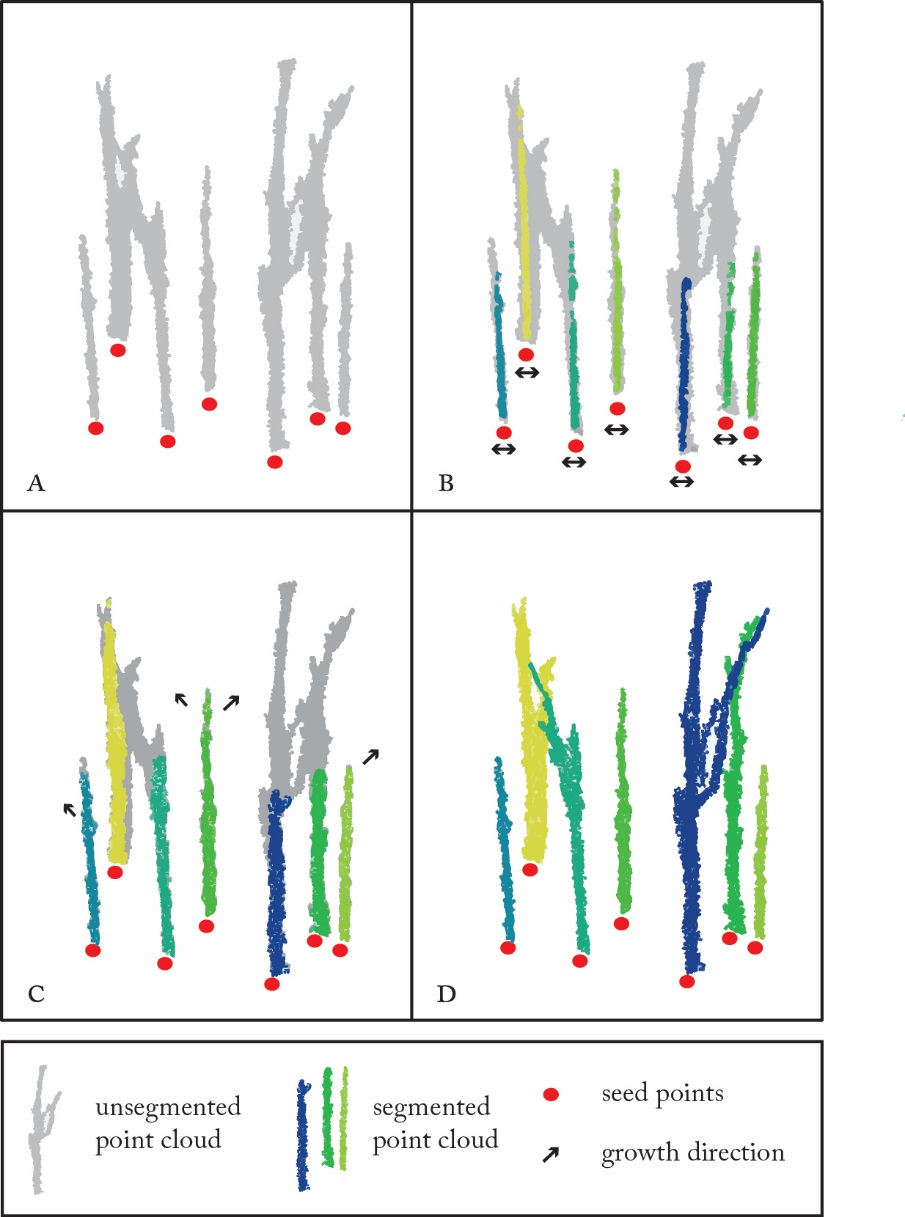 A
B
C
D
unsegmented
point cloud
segmented
point cloud
seed points
growth direction